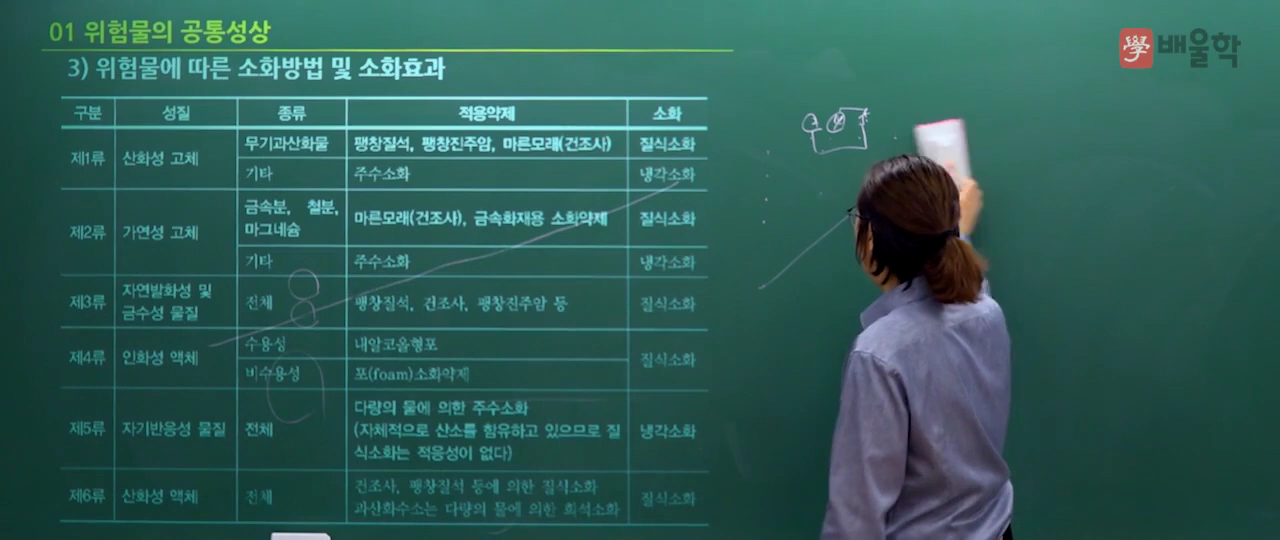 01 위험물의 공통성상
學 배울학
3) 위험물에 따른 소화방법 및 소화효과
구분 성질 종류 적용약제 소화
제1류 산화성 고체 무기과산화물 팽창질석, 팽창진주암, 마른모래(건조사) 질식소화
기타 주수소화 냉각소화
제2류 가연성 고체 금속분, 철분, 마그네슘 마른모래(건조사), 금속화재용 소화약제 질식소화
기타 주수소화 냉각소화
제3류 자연발화성 및 금수성 물질 전체 팽창질석, 건조사, 팽창진주암 등 질식소화
제4류 인화성 액체 수용성 내알코올형포 질식소화
비수용성 포(foam)소화약제
제5류 자기반응성 물질 전체 다량의 물에 의한 주수소화 냉각소화
(자체적으로 산소를 함유하고 있으므로 질
식소화는 적응성이 없다)
제6류 산화성 액체 전체 건조사, 팽창질석 등에 의한 질식소화 질식소화
과산화수소는 다량의 물에 의한 희석소화